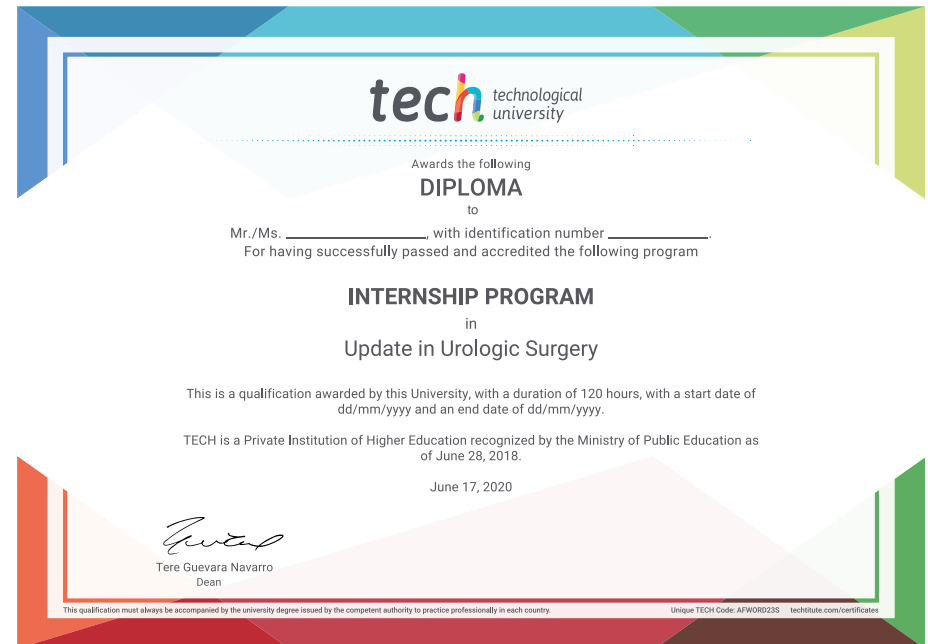 tech technological
university
Awards the following
DIPLOMA
to
Mr./Ms. ____________________, with identification number ______________.
For having successfully passed and accredited the following program
INTERNSHIP PROGRAM
in
Update in Urologic Surgery
This is a qualification awarded by this University, with a duration of 120 hours, with a start date of
dd/mm/yyyy and an end date of dd/mm/yyyy.
TECH is a Private Institution of Higher Education recognized by the Ministry of Public Education as
of June 28, 2018.
June 17, 2020
Tere Guevara Navarro
Dean
This qualification must always be accompanied by the university degree issued by the competent authority to practice professionally in each country. Unique TECH Code: AFWORD23S techtitute.com/certificates